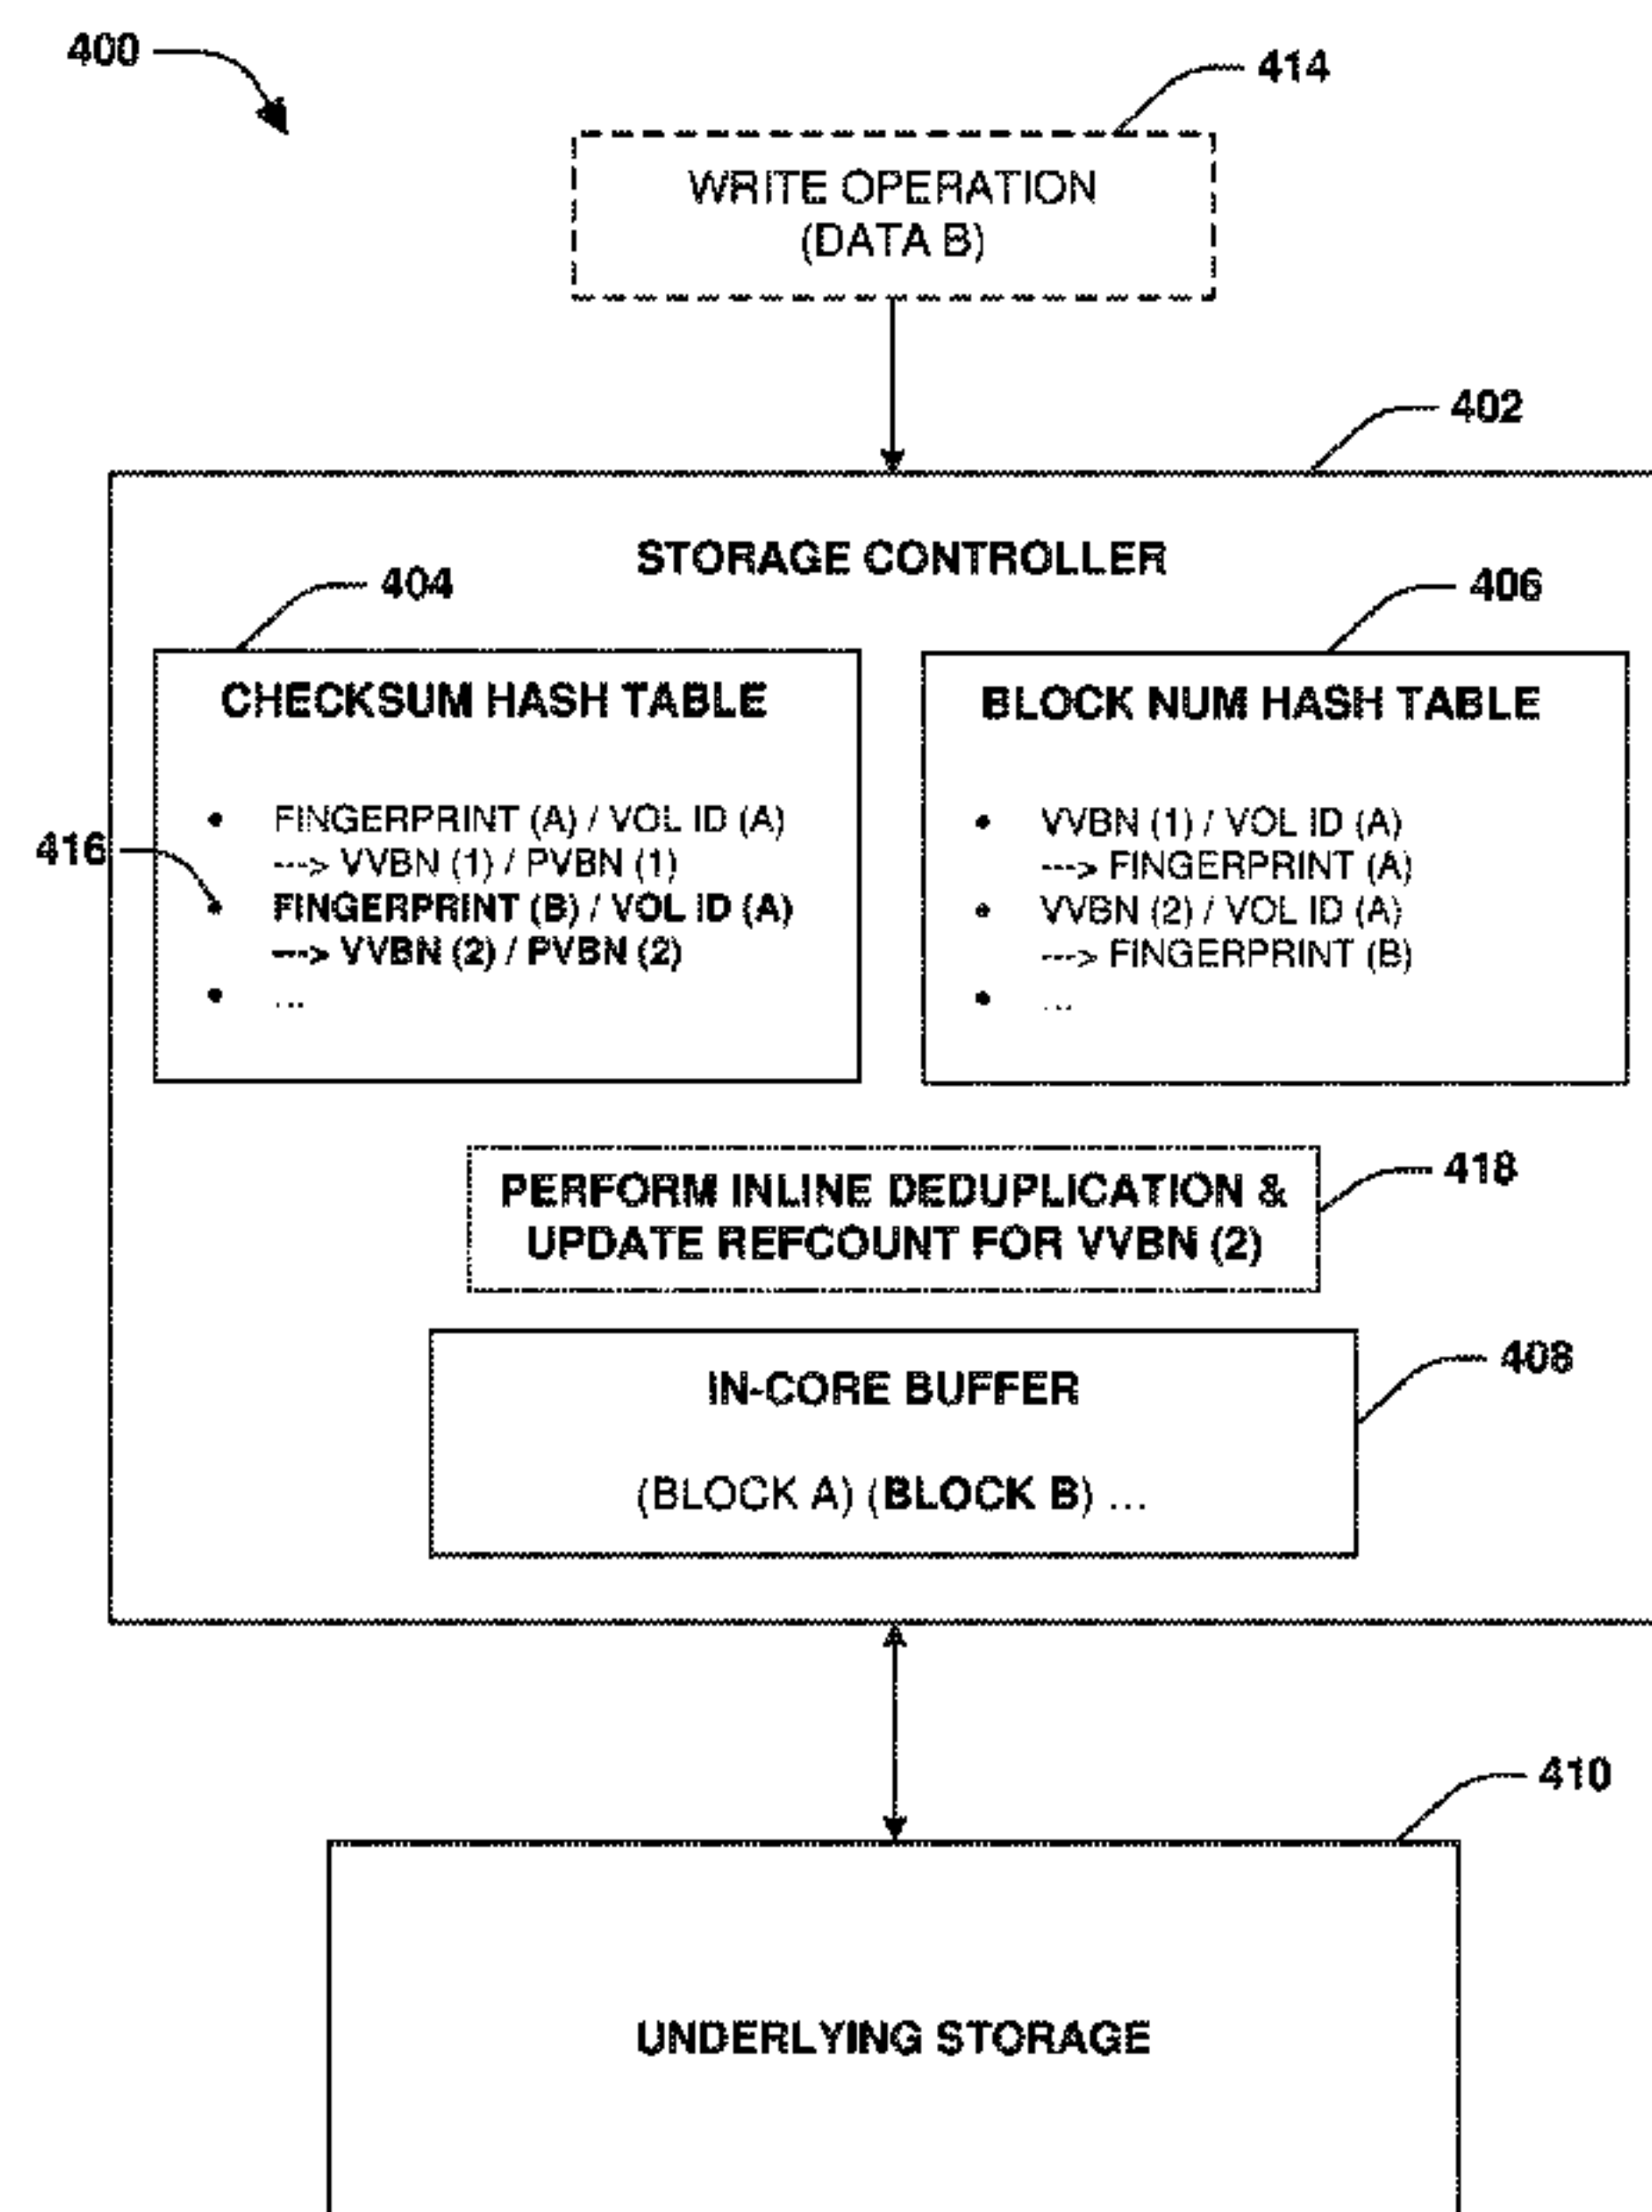 400
414
WRITE OPERATION
(DATA B)
402
STORAGE CONTROLLER
404
406
CHECKSUM HASH TABLE
• FINGERPRINT (A) / VOL ID (A)
---> VVBN (1) / PVBN (1)
416
• FINGERPRINT (B) / VOL ID (A)
---> VVBN (2) / PVBN (2)
• ...
BLOCK NUM HASH TABLE
• VVBN (1) / VOL ID (A)
---> FINGERPRINT (A)
• VVBN (2) / VOL ID (A)
---> FINGERPRINT (B)
• ...
PERFORM INLINE DEDUPLICATION &
UPDATE REFCOUNT FOR VVBN (2)
418
IN-CORE BUFFER
408
(BLOCK A) (BLOCK B) ...
410
UNDERLYING STORAGE